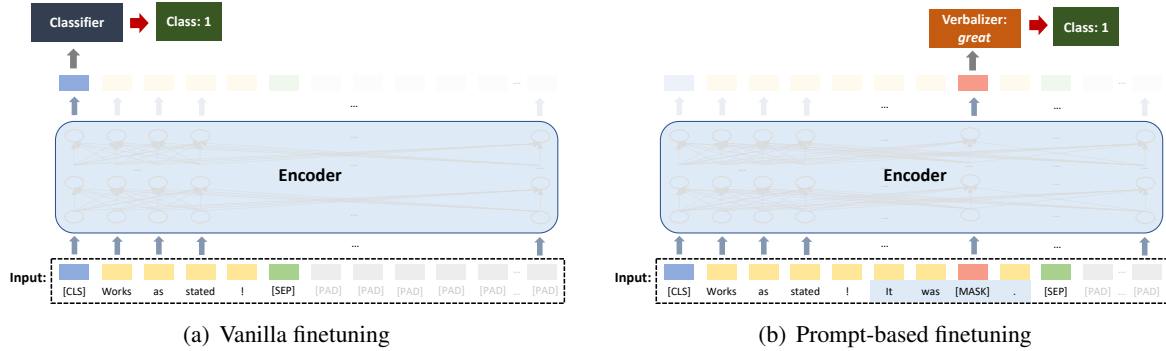 Classifier
Class: 1
...
Encoder
...
Input:
[CLS] Works as stated ! [SEP] [PAD] [PAD] [PAD] [PAD] [PAD] ... [PAD]
(a) Vanilla finetuning
Verbalizer:
great
Class: 1
...
Encoder
...
Input:
[CLS] Works as stated ! It was [MASK] . [SEP] [PAD] ... [PAD]
(b) Prompt-based finetuning